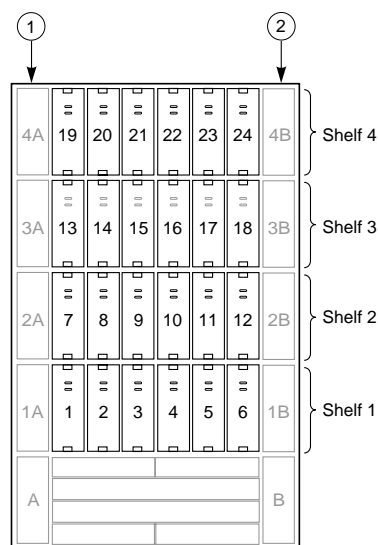 1 2
4A 19 20 21 22 23 24 4B Shelf 4
3A 13 14 15 16 17 18 3B Shelf 3
2A 7 8 9 10 11 12 2B Shelf 2
1A 1 2 3 4 5 6 1B Shelf 1
A B